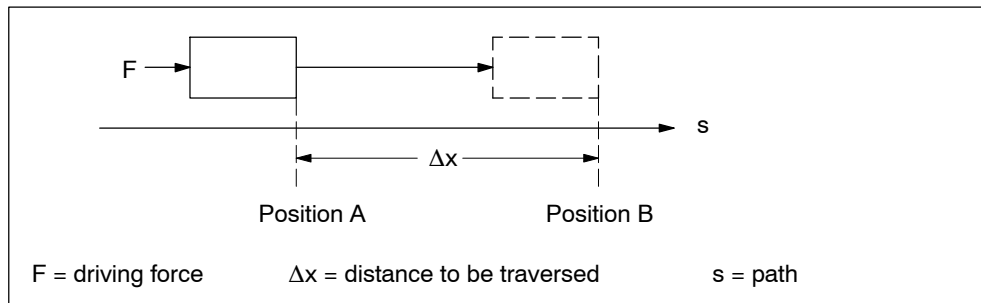 F
s
Δx
Position A Position B
F = driving force Δx = distance to be traversed s = path